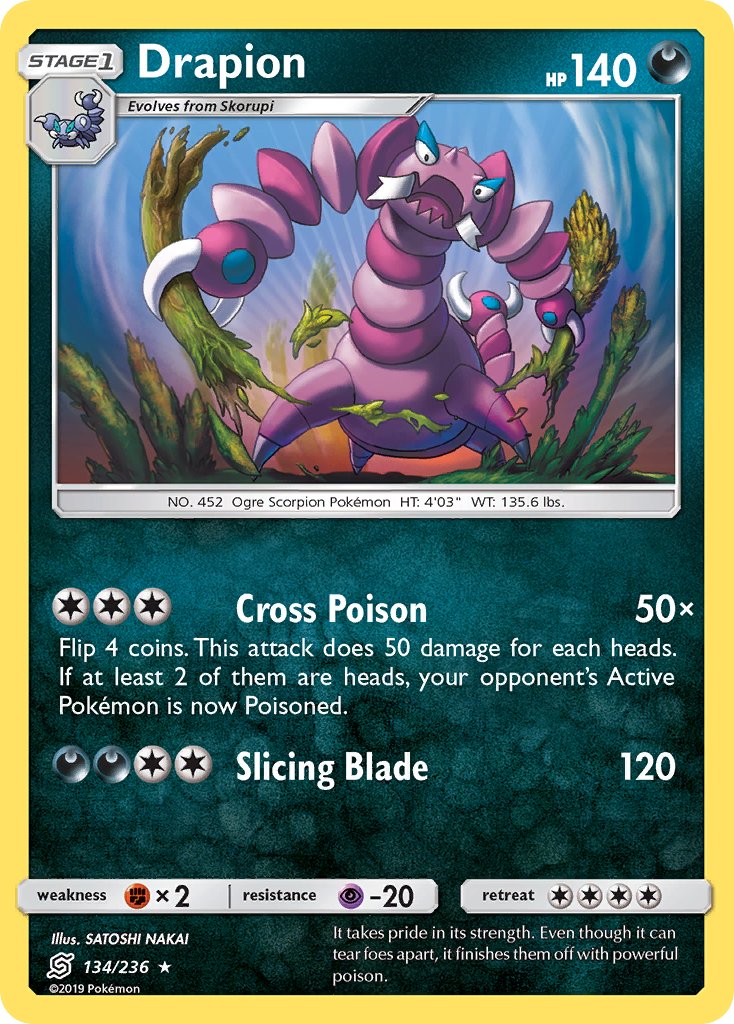 STAGE1
Drapion
HP 140
Evolves from Skorupi
NO. 452 Ogre Scorpion Pokémon HT: 4'03" WT: 135.6 lbs.
Cross Poison 50×
Flip 4 coins. This attack does 50 damage for each heads.
If at least 2 of them are heads, your opponent's Active
Pokémon is now Poisoned.
Slicing Blade 120
weakness ×2 resistance -20 retreat
Illus. SATOSHI NAKAI
134/236 ★
©2019 Pokémon
It takes pride in its strength. Even though it can
tear foes apart, it finishes them off with powerful
poison.